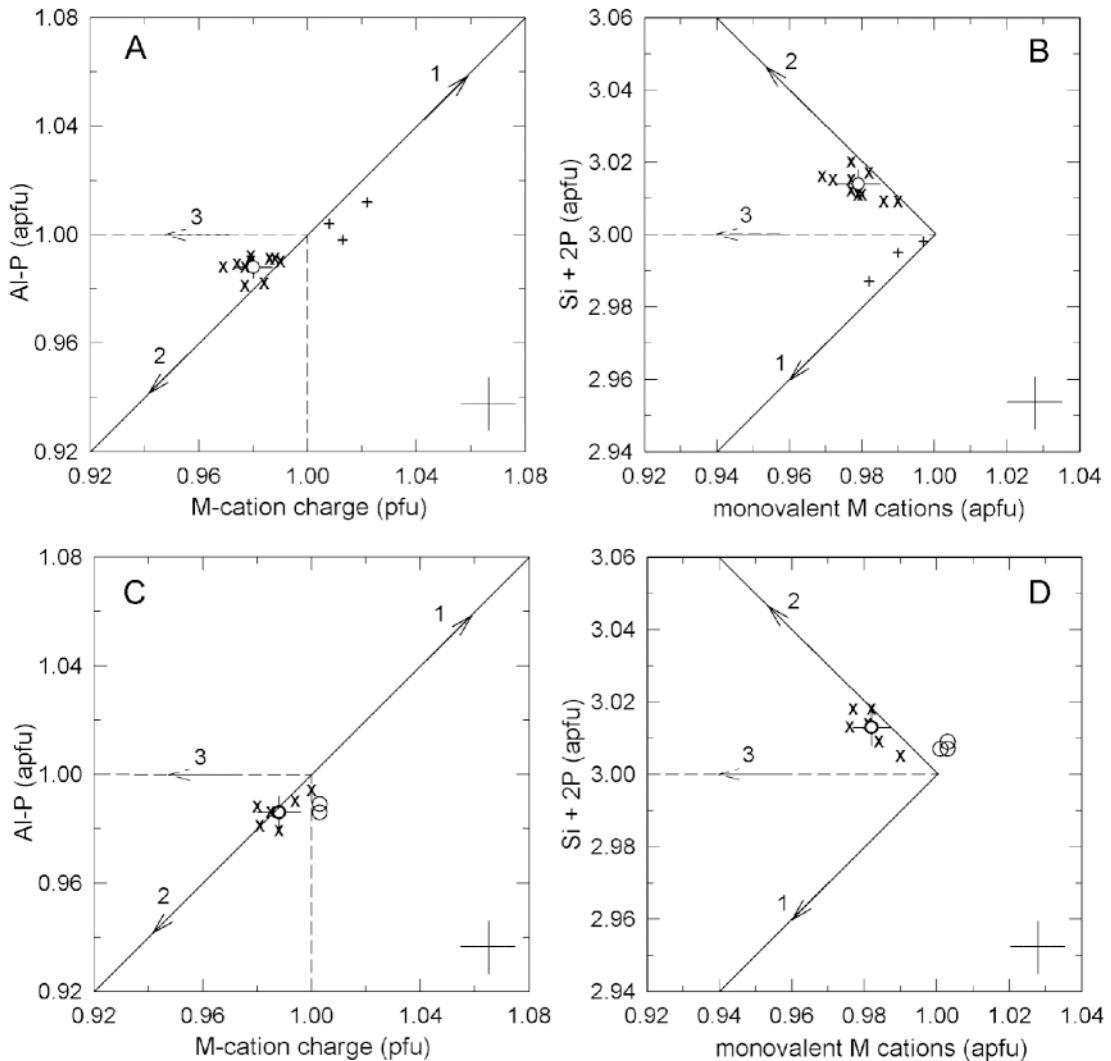 A
1.08
1.04
1.00
0.96
0.92
Al-P (apfu)
1
3
2
0.92 0.96 1.00 1.04 1.08
M-cation charge (pfu)
B
3.06
3.04
3.02
3.00
2.98
2.96
2.94
Si + 2P (apfu)
2
3
1
0.92 0.94 0.96 0.98 1.00 1.02 1.04
monovalent M cations (apfu)
C
1.08
1.04
1.00
0.96
0.92
Al-P (apfu)
1
3
2
0.92 0.96 1.00 1.04 1.08
M-cation charge (pfu)
D
3.06
3.04
3.02
3.00
2.98
2.96
2.94
Si + 2P (apfu)
2
3
1
0.92 0.94 0.96 0.98 1.00 1.02 1.04
monovalent M cations (apfu)